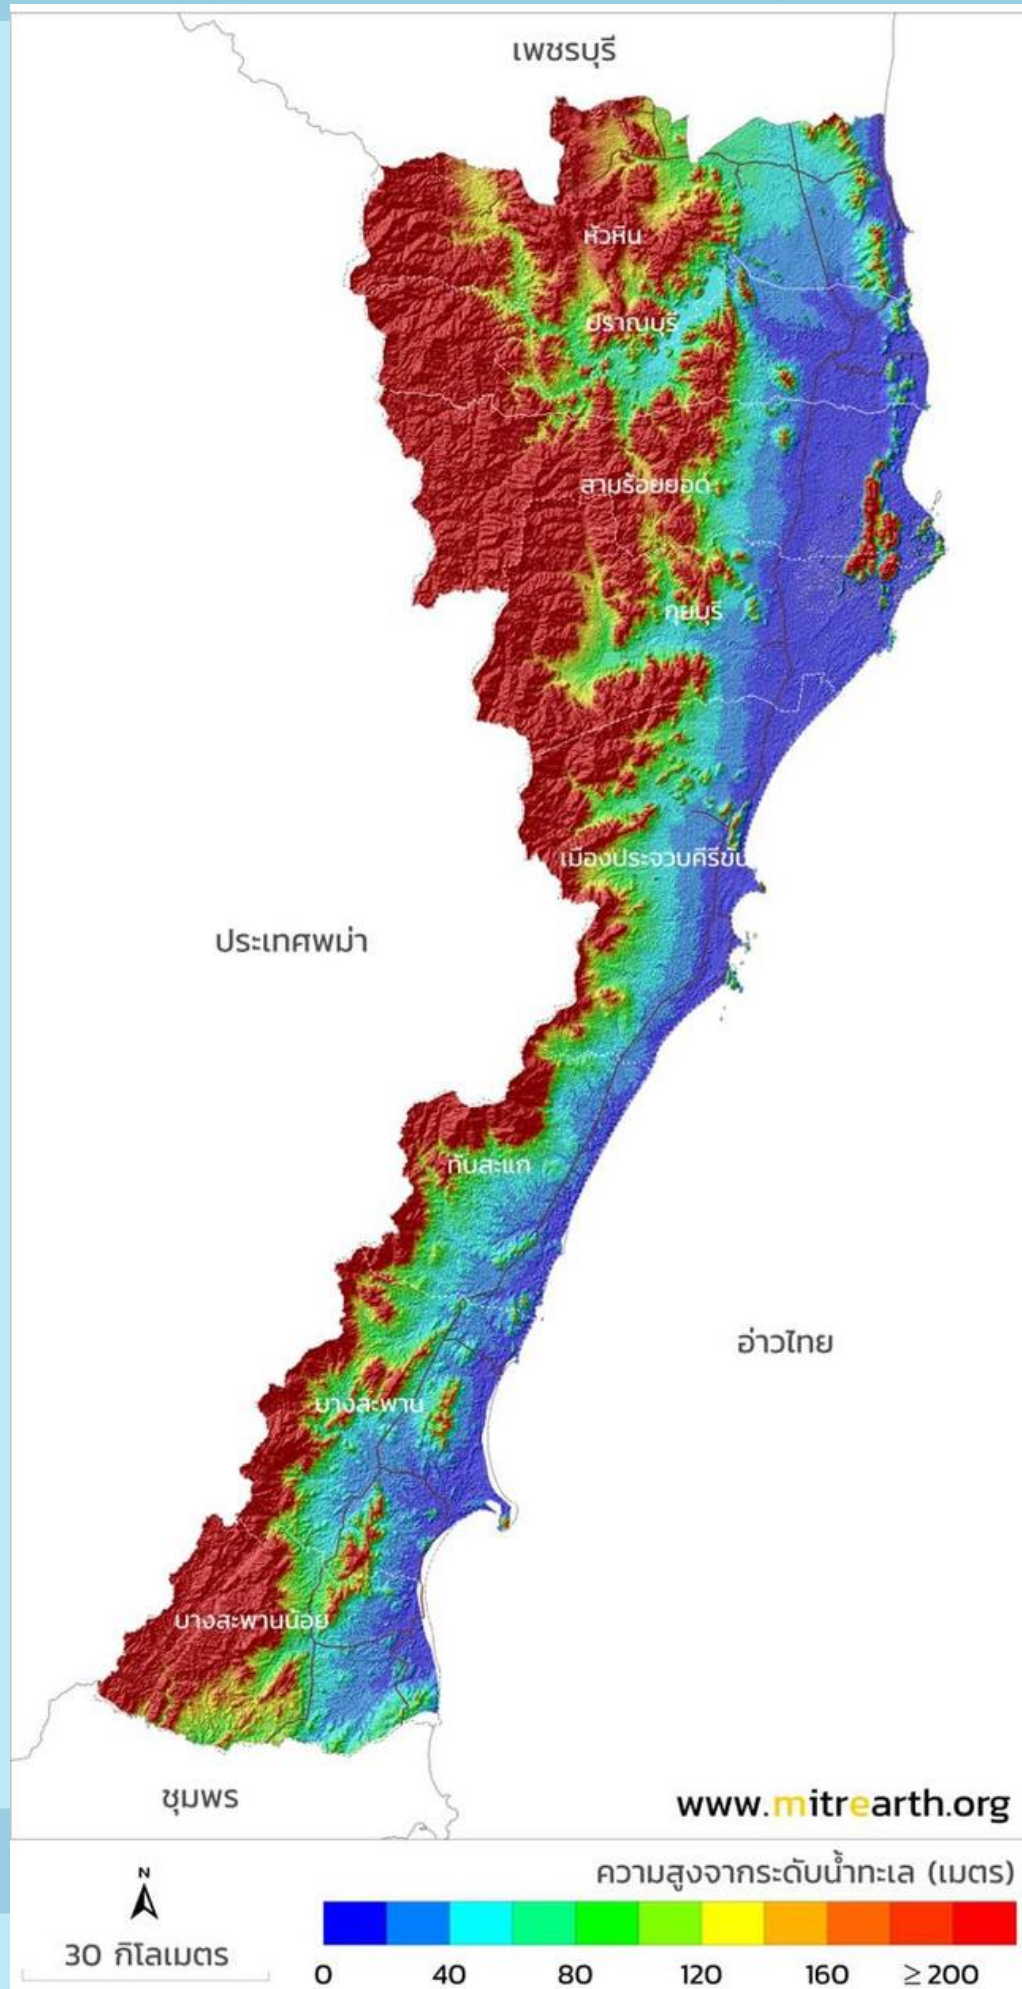 เพชรบุรี
หัวหิน
ปราณบุรี
สามร้อยยอด
กุยบุรี
เมืองประจวบคีรีขัน
ประเทศพม่า
ทับสะแก
อ่าวไทย
บางสะพาน
บางสะพานน้อย
ชุมพร
www.mitrearth.org
N
ความสูงจากระดับน้ำทะเล (เมตร)
30 กิโลเมตร
0 40 80 120 160 ≥200